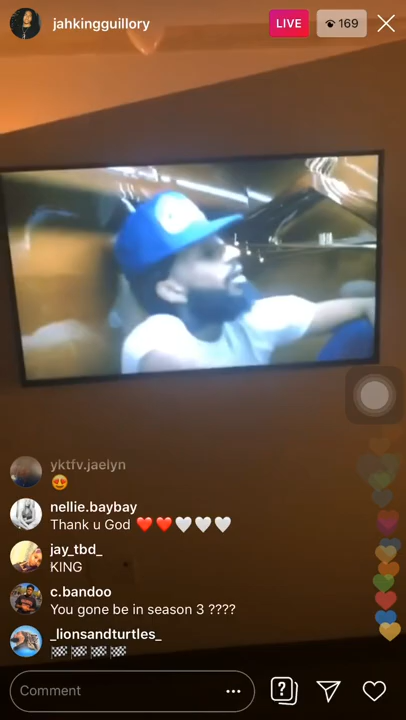 jahkingguillory
LIVE
169
yktfv.jaelyn
😍
nellie.baybay
Thank u God ❤️❤️🤍🤍🤍
jay_tbd_
KING
c.bandoo
You gone be in season 3 ????
_lionsandturtles_
🏁🏁🏁🏁
Comment